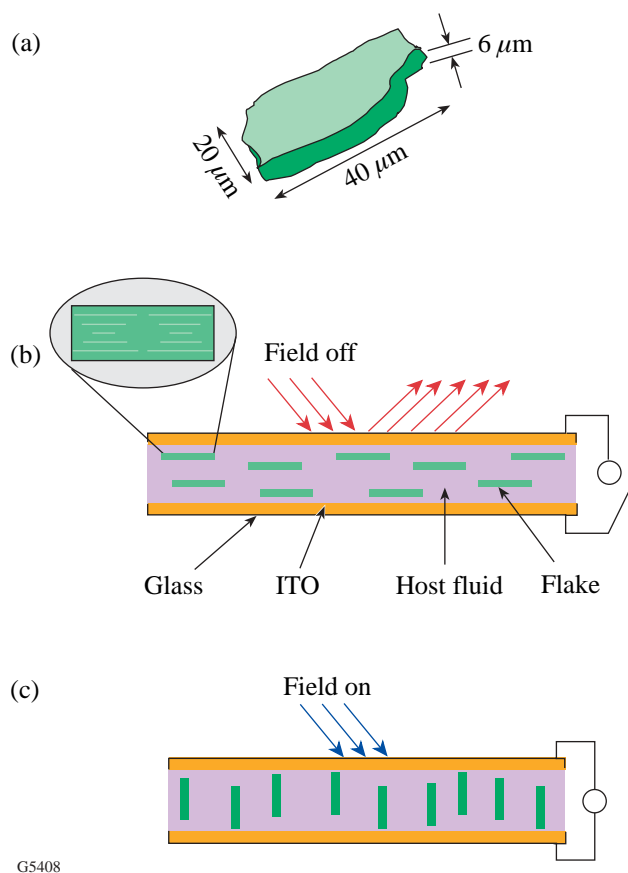 (a)
6 μm
20 μm
40 μm
(b)
Field off
Glass
ITO
Host fluid
Flake
(c)
Field on
G5408